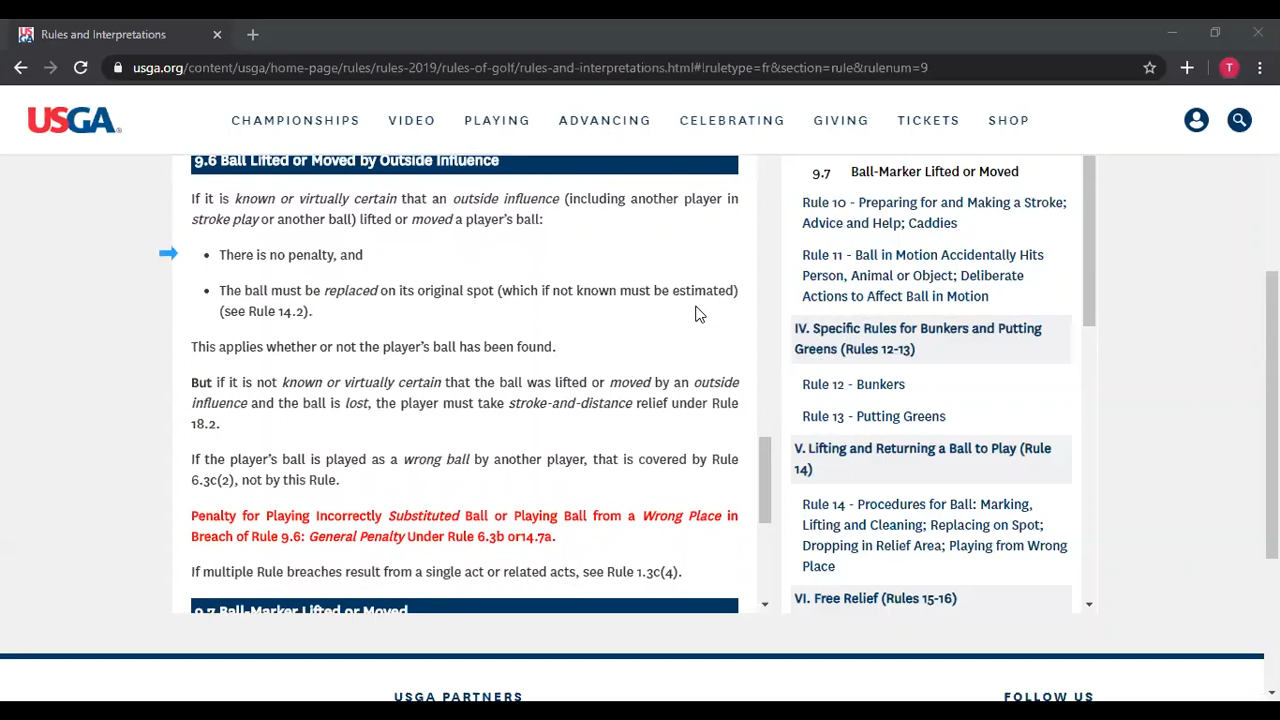 Rules and Interpretations
usga.org/content/usga/home-page/rules/rules-2019/rules-of-golf/rules-and-interpretations.html#!ruletype=fr&section=rule&rulenum=9
T
USGA
CHAMPIONSHIPS VIDEO PLAYING ADVANCING CELEBRATING GIVING TICKETS SHOP
9.6 Ball Lifted or Moved by Outside Influence
If it is known or virtually certain that an outside influence (including another player in
stroke play or another ball) lifted or moved a player's ball:
• There is no penalty, and
• The ball must be replaced on its original spot (which if not known must be estimated)
(see Rule 14.2).
This applies whether or not the player's ball has been found.
But if it is not known or virtually certain that the ball was lifted or moved by an outside
influence and the ball is lost, the player must take stroke-and-distance relief under Rule
18.2.
If the player's ball is played as a wrong ball by another player, that is covered by Rule
6.3c(2), not by this Rule.
Penalty for Playing Incorrectly Substituted Ball or Playing Ball from a Wrong Place in
Breach of Rule 9.6: General Penalty Under Rule 6.3b or14.7a.
If multiple Rule breaches result from a single act or related acts, see Rule 1.3c(4).
9.7 Ball-Marker Lifted or Moved
9.7 Ball-Marker Lifted or Moved
Rule 10 - Preparing for and Making a Stroke;
Advice and Help; Caddies
Rule 11 - Ball in Motion Accidentally Hits
Person, Animal or Object; Deliberate
Actions to Affect Ball in Motion
IV. Specific Rules for Bunkers and Putting
Greens (Rules 12-13)
Rule 12 - Bunkers
Rule 13 - Putting Greens
V. Lifting and Returning a Ball to Play (Rule
14)
Rule 14 - Procedures for Ball: Marking,
Lifting and Cleaning; Replacing on Spot;
Dropping in Relief Area; Playing from Wrong
Place
VI. Free Relief (Rules 15-16)
USGA PARTNERS
FOLLOW US